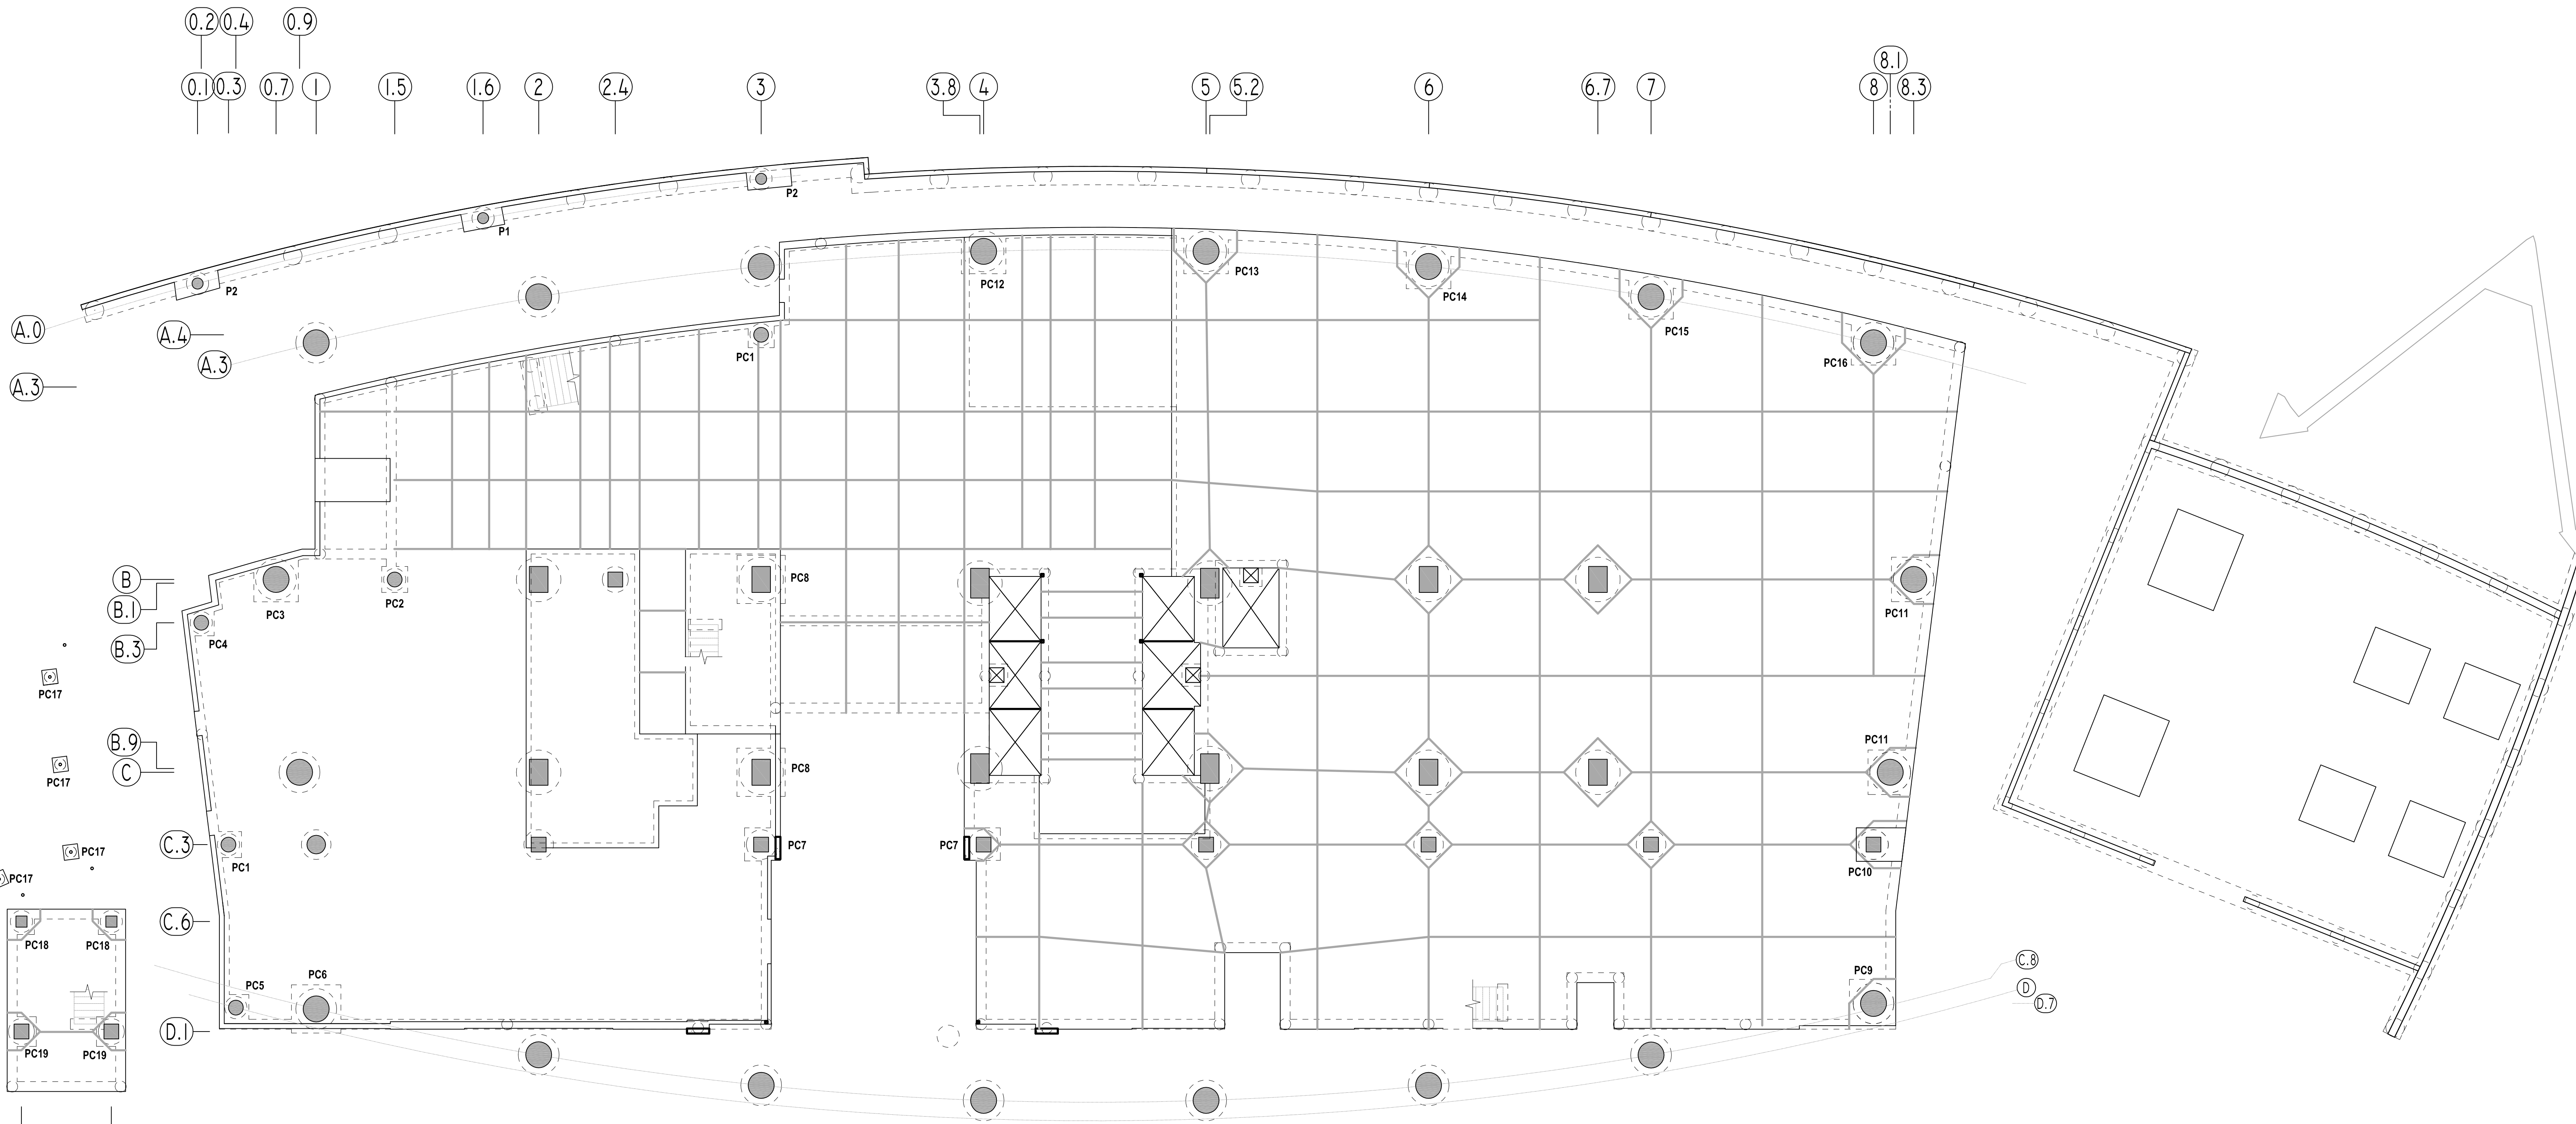 0.2 0.4 0.9
8.1
0.1 0.3 0.7 1 1.5 1.6 2 2.4 3 3.8 4 5 5.2 6 6.7 7 8 8.3
P2
P1
P2
A.0
A.4
A.3
A.3
PC12
PC13
PC14
PC15
PC16
PC1
B
B.1
B.3
PC3
PC2
PC4
PC8
PC11
PC17
PC17
B.9
C
PC8
PC11
C.3
PC17
PC17
PC1
PC7
PC7
PC10
C.6
PC18
PC18
PC5
PC6
PC9
C.8
D
D.7
D.1
PC19
PC19